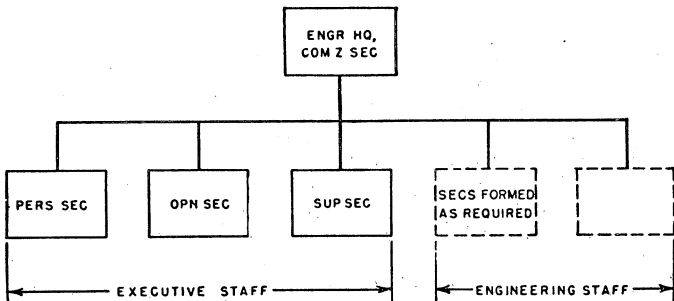 ENGR HQ,
COM Z SEC
PERS SEC
OPN SEC
SUP SEC
SECS FORMED
AS REQUIRED
EXECUTIVE STAFF
ENGINEERING STAFF